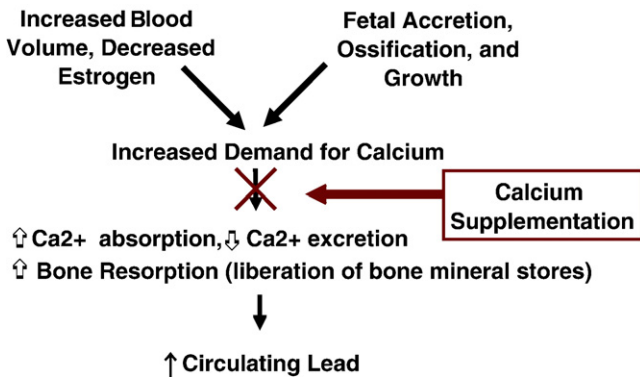 Increased Blood
Volume, Decreased
Estrogen
Fetal Accretion,
Ossification, and
Growth
Increased Demand for Calcium
Calcium
Supplementation
⇧Ca2+ absorption,⇩ Ca2+ excretion
⇧ Bone Resorption (liberation of bone mineral stores)
↑ Circulating Lead